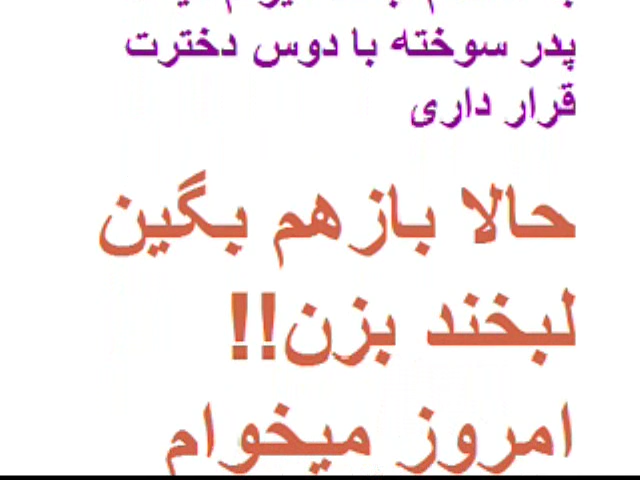 پدر سوخته با دوس دخترت
قرار داری
حالا بازهم بگین
لبخند بزن!!
امروز میخوام